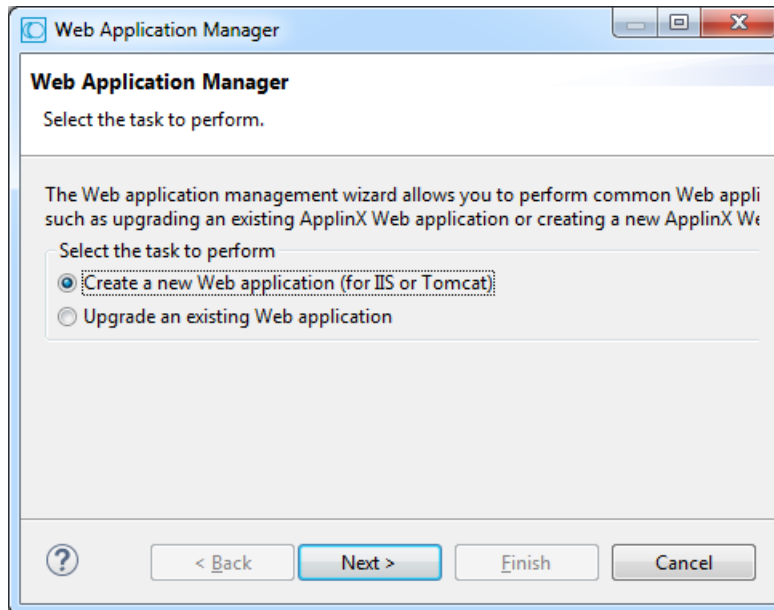 Web Application Manager
Web Application Manager
Select the task to perform.
The Web application management wizard allows you to perform common Web appli
such as upgrading an existing ApplinX Web application or creating a new ApplinX We
Select the task to perform
Create a new Web application (for IIS or Tomcat)
Upgrade an existing Web application
? < Back Next > Finish Cancel